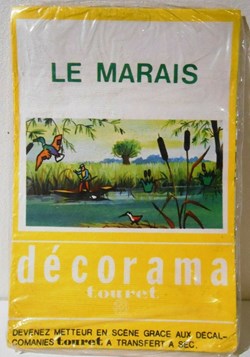 LE MARAIS
décorama
touret
DEVENEZ METTEUR EN SCÈNE GRACE AUX DÉCAL-
COMANIES touret A TRANSFERT A SEC.